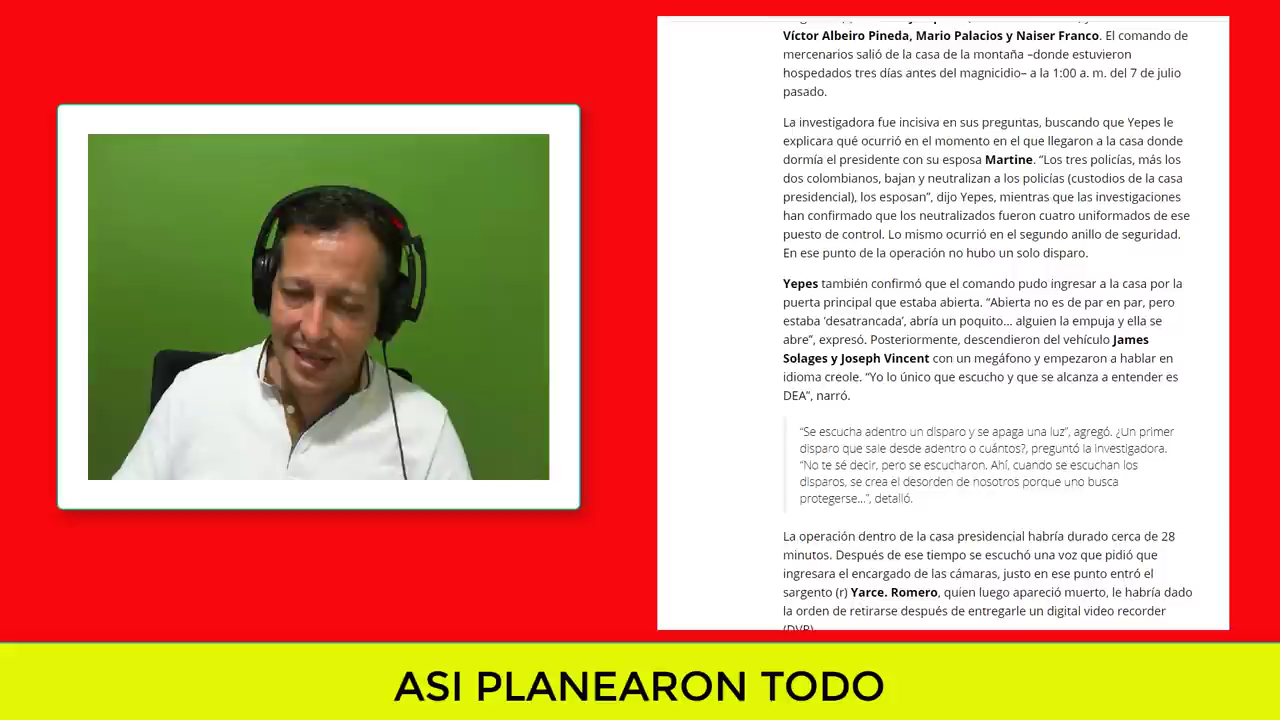 Víctor Albeiro Pineda, Mario Palacios y Naiser Franco. El comando de
mercenarios salió de la casa de la montaña –donde estuvieron
hospedados tres días antes del magnicidio– a la 1:00 a. m. del 7 de julio
pasado.
La investigadora fue incisiva en sus preguntas, buscando que Yepes le
explicara qué ocurrió en el momento en el que llegaron a la casa donde
dormía el presidente con su esposa Martine. “Los tres policías, más los
dos colombianos, bajan y neutralizan a los policías (custodios de la casa
presidencial), los esposan”, dijo Yepes, mientras que las investigaciones
han confirmado que los neutralizados fueron cuatro uniformados de ese
puesto de control. Lo mismo ocurrió en el segundo anillo de seguridad.
En ese punto de la operación no hubo un solo disparo.
Yepes también confirmó que el comando pudo ingresar a la casa por la
puerta principal que estaba abierta. “Abierta no es de par en par, pero
estaba ‘desatrancada’, abría un poquito... alguien la empuja y ella se
abre”, expresó. Posteriormente, descendieron del vehículo James
Solages y Joseph Vincent con un megáfono y empezaron a hablar en
idioma creole. “Yo lo único que escucho y que se alcanza a entender es
DEA”, narró.
“Se escucha adentro un disparo y se apaga una luz”, agregó. ¿Un primer
disparo que sale desde adentro o cuántos?, preguntó la investigadora.
“No te sé decir, pero se escucharon. Ahí, cuando se escuchan los
disparos, se crea el desorden de nosotros porque uno busca
protegerse...”, detalló.
La operación dentro de la casa presidencial habría durado cerca de 28
minutos. Después de ese tiempo se escuchó una voz que pidió que
ingresara el encargado de las cámaras, justo en ese punto entró el
sargento (r) Yarce. Romero, quien luego apareció muerto, le habría dado
la orden de retirarse después de entregarle un digital video recorder
(DVR).
ASI PLANEARON TODO